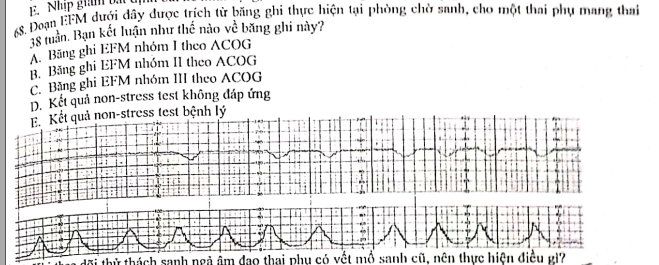 E. Nhịp giảm
68. Đoạn EFM dưới đây được trích từ băng ghi thực hiện tại phòng chờ sanh, cho một thai phụ mang thai
38 tuần. Bạn kết luận như thế nào về băng ghi này?
A. Băng ghi EFM nhóm I theo ACOG
B. Băng ghi EFM nhóm II theo ACOG
C. Băng ghi EFM nhóm III theo ACOG
D. Kết quả non-stress test không đáp ứng
E. Kết quả non-stress test bệnh lý
dõi thử thách sanh ngả âm đạo thai phụ có vết mổ sanh cũ, nên thực hiện điều gì?